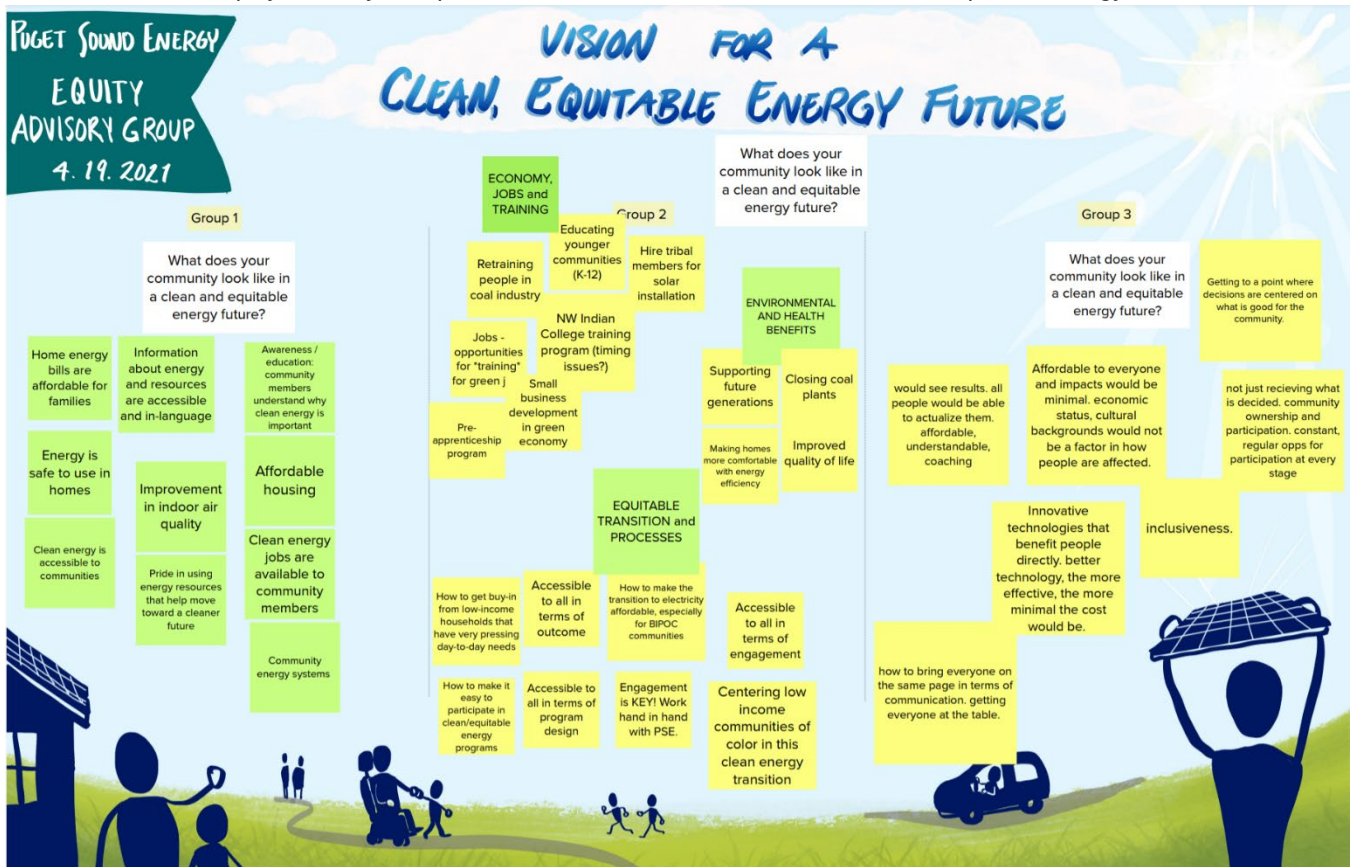 PUGET SOUND ENERGY
EQUITY
ADVISORY GROUP
4. 19. 2021
VISION FOR A
CLEAN, EQUITABLE ENERGY FUTURE
Group 1
What does your
community look like in
a clean and equitable
energy future?
Home energy
bills are
affordable for
families
Information
about energy
and resources
are accessible
and in-language
Awareness /
education:
community
members
understand why
clean energy is
important
Energy is
safe to use in
homes
Improvement
in indoor air
quality
Affordable
housing
Clean energy is
accessible to
communities
Pride in using
energy resources
that help move
toward a cleaner
future
Clean energy
jobs are
available to
community
members
Community
energy systems
Group 2
What does your
community look like in
a clean and equitable
energy future?
ECONOMY,
JOBS and
TRAINING
Retraining
people in
coal industry
Educating
younger
communities
(K-12)
Hire tribal
members for
solar
installation
Jobs -
opportunities
for *training*
for green j
NW Indian
College training
program (timing
issues?)
Pre-
apprenticeship
program
Small
business
development
in green
economy
ENVIRONMENTAL
AND HEALTH
BENEFITS
Supporting
future
generations
Closing coal
plants
Making homes
more comfortable
with energy
efficiency
Improved
quality of life
EQUITABLE
TRANSITION and
PROCESSES
How to get buy-in
from low-income
households that
have very pressing
day-to-day needs
Accessible
to all in
terms of
outcome
How to make the
transition to electricity
affordable, especially
for BIPOC
communities
Accessible
to all in
terms of
engagement
How to make it
easy to
participate in
clean/equitable
energy
programs
Accessible to
all in terms of
program
design
Engagement
is KEY! Work
hand in hand
with PSE.
Centering low
income
communities of
color in this
clean energy
transition
Group 3
What does your
community look like in
a clean and equitable
energy future?
Getting to a point where
decisions are centered on
what is good for the
community.
would see results. all
people would be able
to actualize them.
affordable,
understandable,
coaching
Affordable to everyone
and impacts would be
minimal. economic
status, cultural
backgrounds would not
be a factor in how
people are affected.
not just recieving what
is decided. community
ownership and
participation. constant,
regular opps for
participation at every
stage
Innovative
technologies that
benefit people
directly. better
technology, the more
effective, the more
minimal the cost
would be.
inclusiveness.
how to bring everyone on
the same page in terms of
communication. getting
everyone at the table.